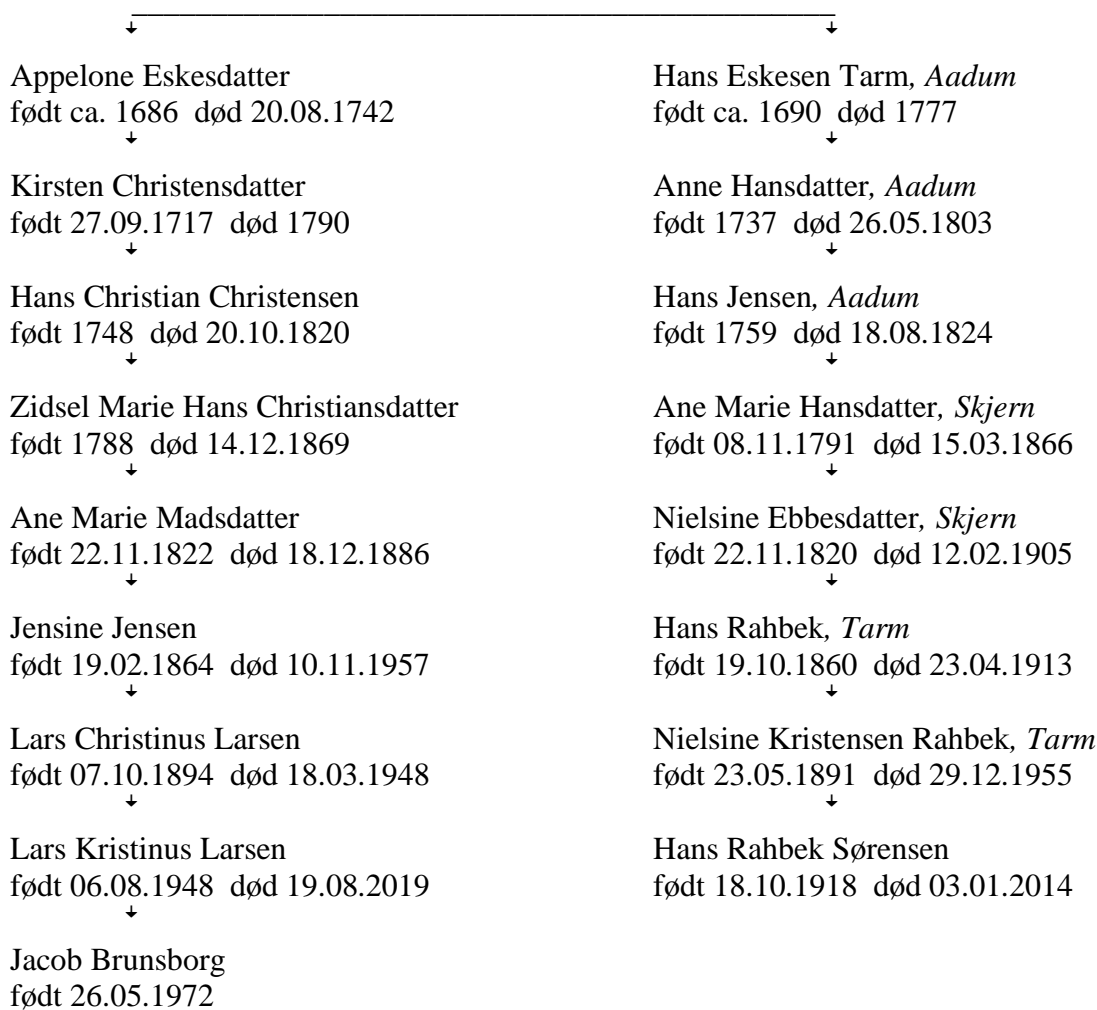 Appelone Eskesdatter
født ca. 1686 død 20.08.1742
Kirsten Christensdatter
født 27.09.1717 død 1790
Hans Christian Christensen
født 1748 død 20.10.1820
Zidsel Marie Hans Christiansdatter
født 1788 død 14.12.1869
Ane Marie Madsdatter
født 22.11.1822 død 18.12.1886
Jensine Jensen
født 19.02.1864 død 10.11.1957
Lars Christinus Larsen
født 07.10.1894 død 18.03.1948
Lars Kristinus Larsen
født 06.08.1948 død 19.08.2019
Jacob Brunsborg
født 26.05.1972
Hans Eskesen Tarm, Aadum
født ca. 1690 død 1777
Anne Hansdatter, Aadum
født 1737 død 26.05.1803
Hans Jensen, Aadum
født 1759 død 18.08.1824
Ane Marie Hansdatter, Skjern
født 08.11.1791 død 15.03.1866
Nielsine Ebbesdatter, Skjern
født 22.11.1820 død 12.02.1905
Hans Rahbek, Tarm
født 19.10.1860 død 23.04.1913
Nielsine Kristensen Rahbek, Tarm
født 23.05.1891 død 29.12.1955
Hans Rahbek Sørensen
født 18.10.1918 død 03.01.2014